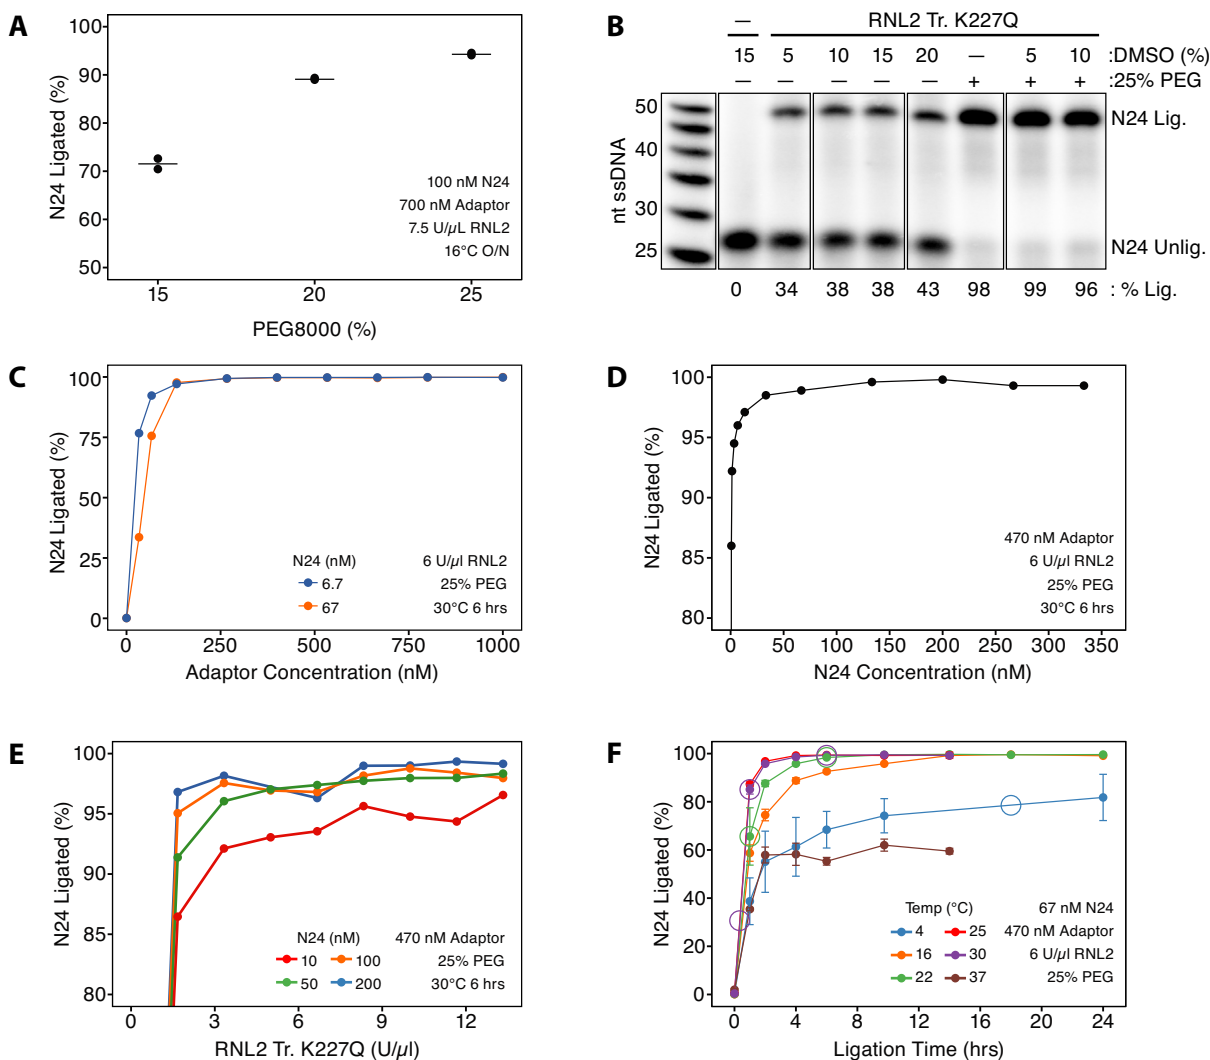 A
100
90
80
70
60
50
N24 Ligated (%)
100 nM N24
700 nM Adaptor
7.5 U/µL RNL2
16°C O/N
15 20 25
PEG8000 (%)
B
— RNL2 Tr. K227Q
15 5 10 15 20 — 5 10 :DMSO (%)
— — — — — + + + :25% PEG
50
40
30
25
nt ssDNA
N24 Lig.
N24 Unlig.
0 34 38 38 43 98 99 96 : % Lig.
C
100
75
50
25
0
N24 Ligated (%)
N24 (nM)
6.7
67
6 U/µl RNL2
25% PEG
30°C 6 hrs
0 250 500 750 1000
Adaptor Concentration (nM)
D
100
95
90
85
80
N24 Ligated (%)
470 nM Adaptor
6 U/µl RNL2
25% PEG
30°C 6 hrs
0 50 100 150 200 250 300 350
N24 Concentration (nM)
E
100
95
90
85
80
N24 Ligated (%)
N24 (nM)
10 100
50 200
470 nM Adaptor
25% PEG
30°C 6 hrs
0 3 6 9 12
RNL2 Tr. K227Q (U/µl)
F
100
80
60
40
20
0
N24 Ligated (%)
Temp (°C)
4 25
16 30
22 37
67 nM N24
470 nM Adaptor
6 U/µl RNL2
25% PEG
0 4 8 12 16 20 24
Ligation Time (hrs)